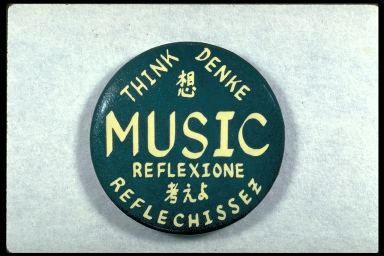 THINK DENKE
想
MUSIC
REFLEXIONE
考えよ
REFLECHISSEZ